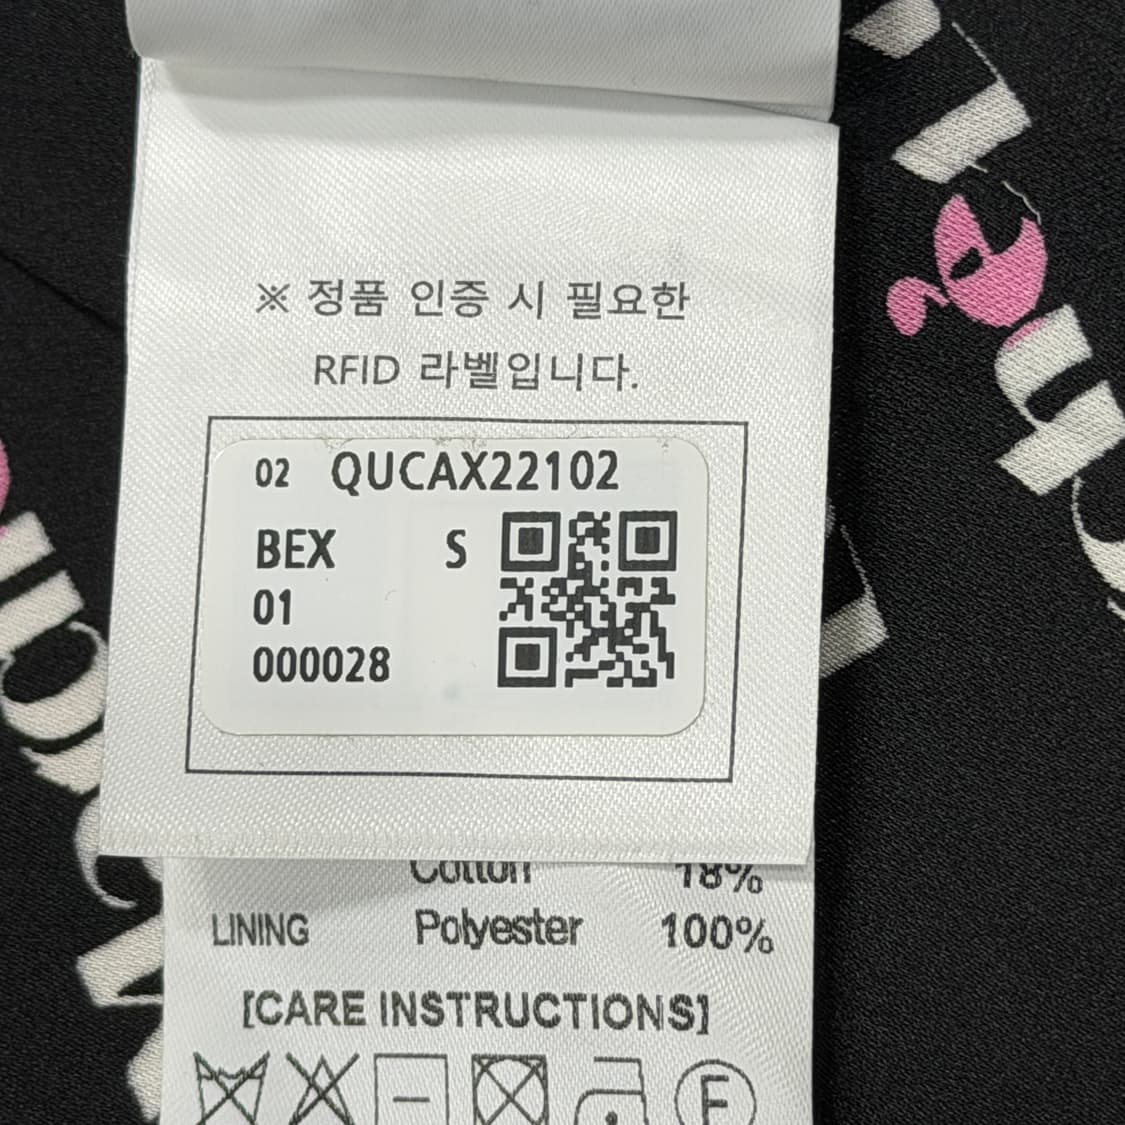 ※ 정품 인증 시 필요한
RFID 라벨입니다.
02 QUCAX22102
BEX S
01
000028
Cotton 18%
LINING Polyester 100%
[CARE INSTRUCTIONS]
F